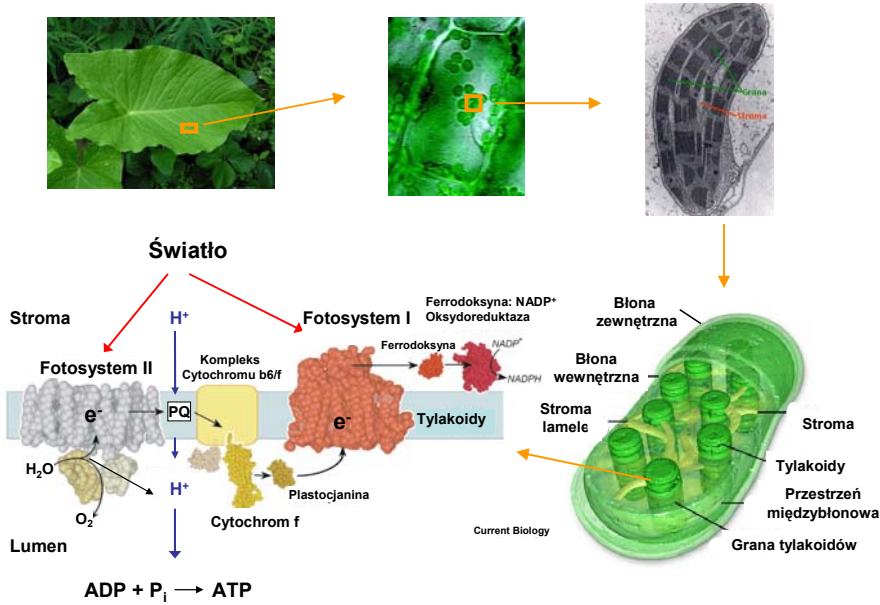 Grana
Stroma
Światło
Stroma
H⁺
Fotosystem I
Ferrodoksyna: NADP⁺
Oksydoreduktaza
Fotosystem II
Kompleks
Cytochromu b6/f
Ferrodoksyna
NADP⁺
NADPH
e⁻
PQ
e⁻
Tylakoidy
H₂O
H⁺
O₂
Plastocjanina
Cytochrom f
Lumen
ADP + Pᵢ → ATP
Błona
zewnętrzna
Błona
wewnętrzna
Stroma
lamele
Stroma
Tylakoidy
Przestrzeń
międzybłonowa
Grana tylakoidów
Current Biology